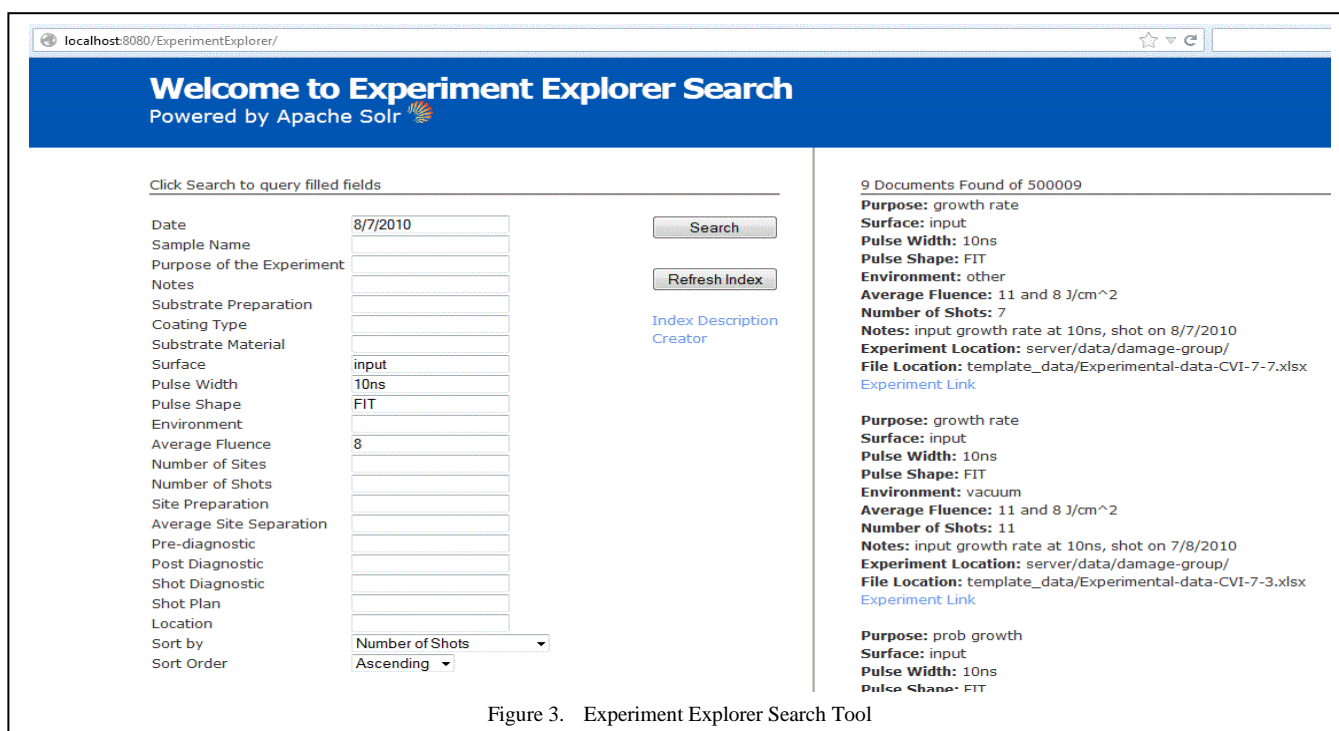 localhost:8080/ExperimentExplorer/
Welcome to Experiment Explorer Search
Powered by Apache Solr
Click Search to query filled fields
Date 8/7/2010 Search
Sample Name
Purpose of the Experiment
Notes Refresh Index
Substrate Preparation
Coating Type Index Description
Substrate Material Creator
Surface input
Pulse Width 10ns
Pulse Shape FIT
Environment
Average Fluence 8
Number of Sites
Number of Shots
Site Preparation
Average Site Separation
Pre-diagnostic
Post Diagnostic
Shot Diagnostic
Shot Plan
Location
Sort by Number of Shots
Sort Order Ascending
9 Documents Found of 500009
Purpose: growth rate
Surface: input
Pulse Width: 10ns
Pulse Shape: FIT
Environment: other
Average Fluence: 11 and 8 J/cm^2
Number of Shots: 7
Notes: input growth rate at 10ns, shot on 8/7/2010
Experiment Location: server/data/damage-group/
File Location: template_data/Experimental-data-CVI-7-7.xlsx
Experiment Link
Purpose: growth rate
Surface: input
Pulse Width: 10ns
Pulse Shape: FIT
Environment: vacuum
Average Fluence: 11 and 8 J/cm^2
Number of Shots: 11
Notes: input growth rate at 10ns, shot on 7/8/2010
Experiment Location: server/data/damage-group/
File Location: template_data/Experimental-data-CVI-7-3.xlsx
Experiment Link
Purpose: prob growth
Surface: input
Pulse Width: 10ns
Pulse Shape: FIT
Figure 3. Experiment Explorer Search Tool